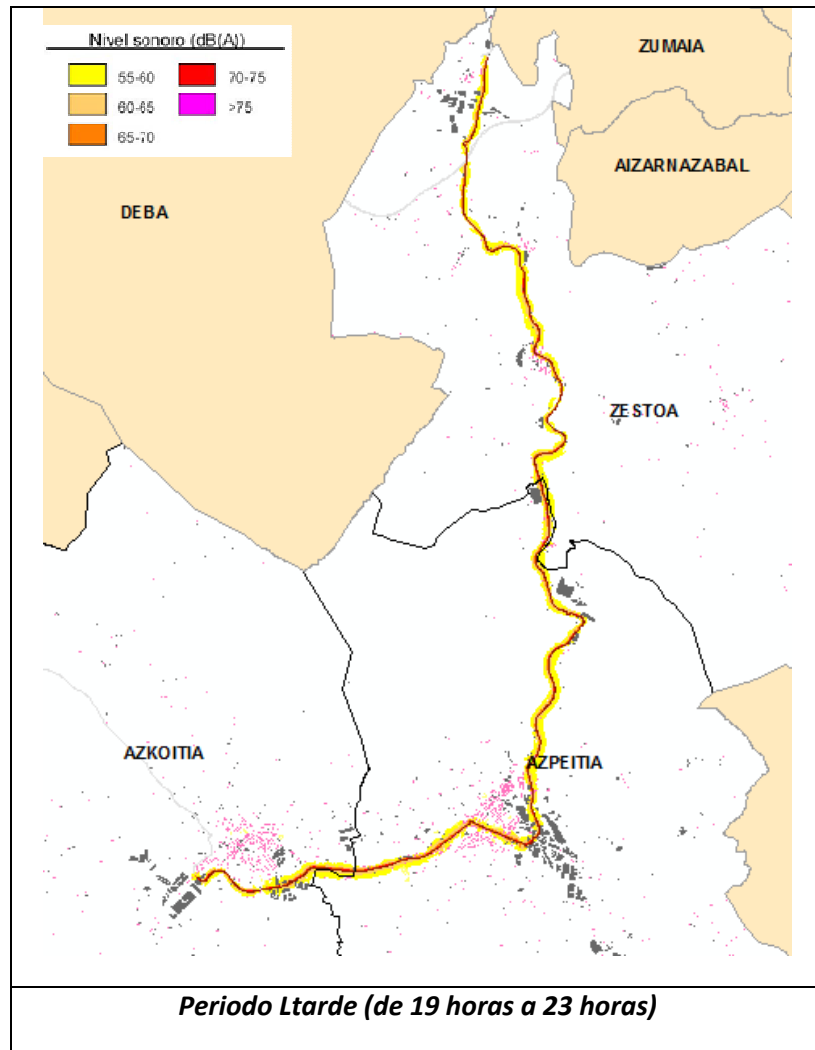 Nivel sonoro (dB(A))
55-60
70-75
60-65
>75
65-70
ZUMAIA
AIZARNAZABAL
DEBA
ZESTOA
AZKOITIA
AZPEITIA
Periodo Ltarde (de 19 horas a 23 horas)